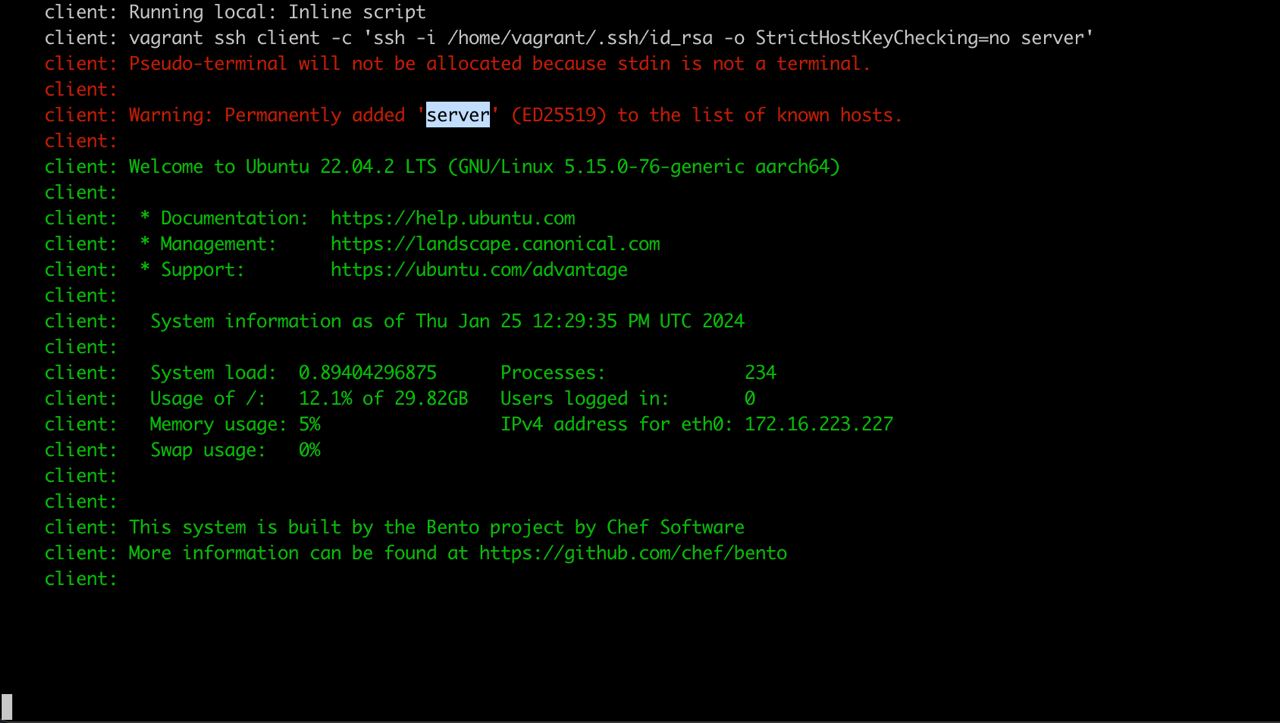 client: Running local: Inline script
client: vagrant ssh client -c 'ssh -i /home/vagrant/.ssh/id_rsa -o StrictHostKeyChecking=no server'
client: Pseudo-terminal will not be allocated because stdin is not a terminal.
client:
client: Warning: Permanently added 'server' (ED25519) to the list of known hosts.
client:
client: Welcome to Ubuntu 22.04.2 LTS (GNU/Linux 5.15.0-76-generic aarch64)
client:
client:  * Documentation:  https://help.ubuntu.com
client:  * Management:     https://landscape.canonical.com
client:  * Support:        https://ubuntu.com/advantage
client:
client:   System information as of Thu Jan 25 12:29:35 PM UTC 2024
client:
client:   System load:  0.89404296875      Processes:             234
client:   Usage of /:   12.1% of 29.82GB   Users logged in:       0
client:   Memory usage: 5%                 IPv4 address for eth0: 172.16.223.227
client:   Swap usage:   0%
client:
client:
client: This system is built by the Bento project by Chef Software
client: More information can be found at https://github.com/chef/bento
client: